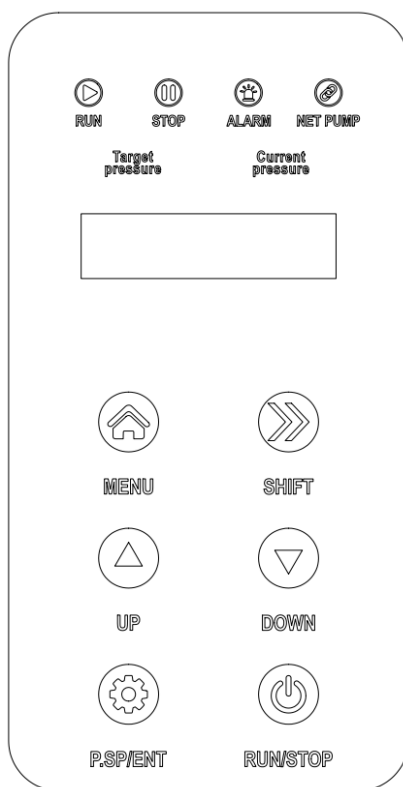 RUN STOP ALARM NET PUMP
Target Current
pressure pressure
MENU SHIFT
UP DOWN
P.SP/ENT RUN/STOP